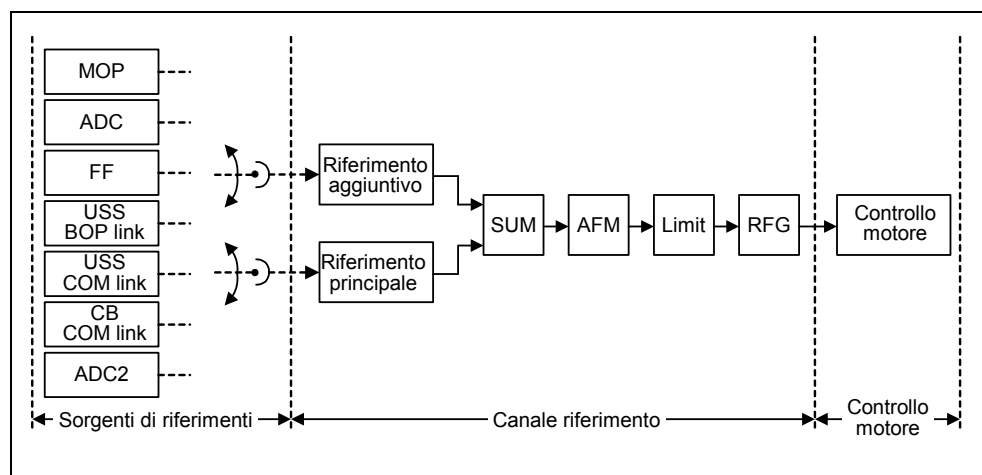 MOP
ADC
FF
USS
BOP link
USS
COM link
CB
COM link
ADC2
Riferimento
aggiuntivo
Riferimento
principale
SUM
AFM
Limit
RFG
Controllo
motore
Sorgenti di riferimenti
Canale riferimento
Controllo
motore